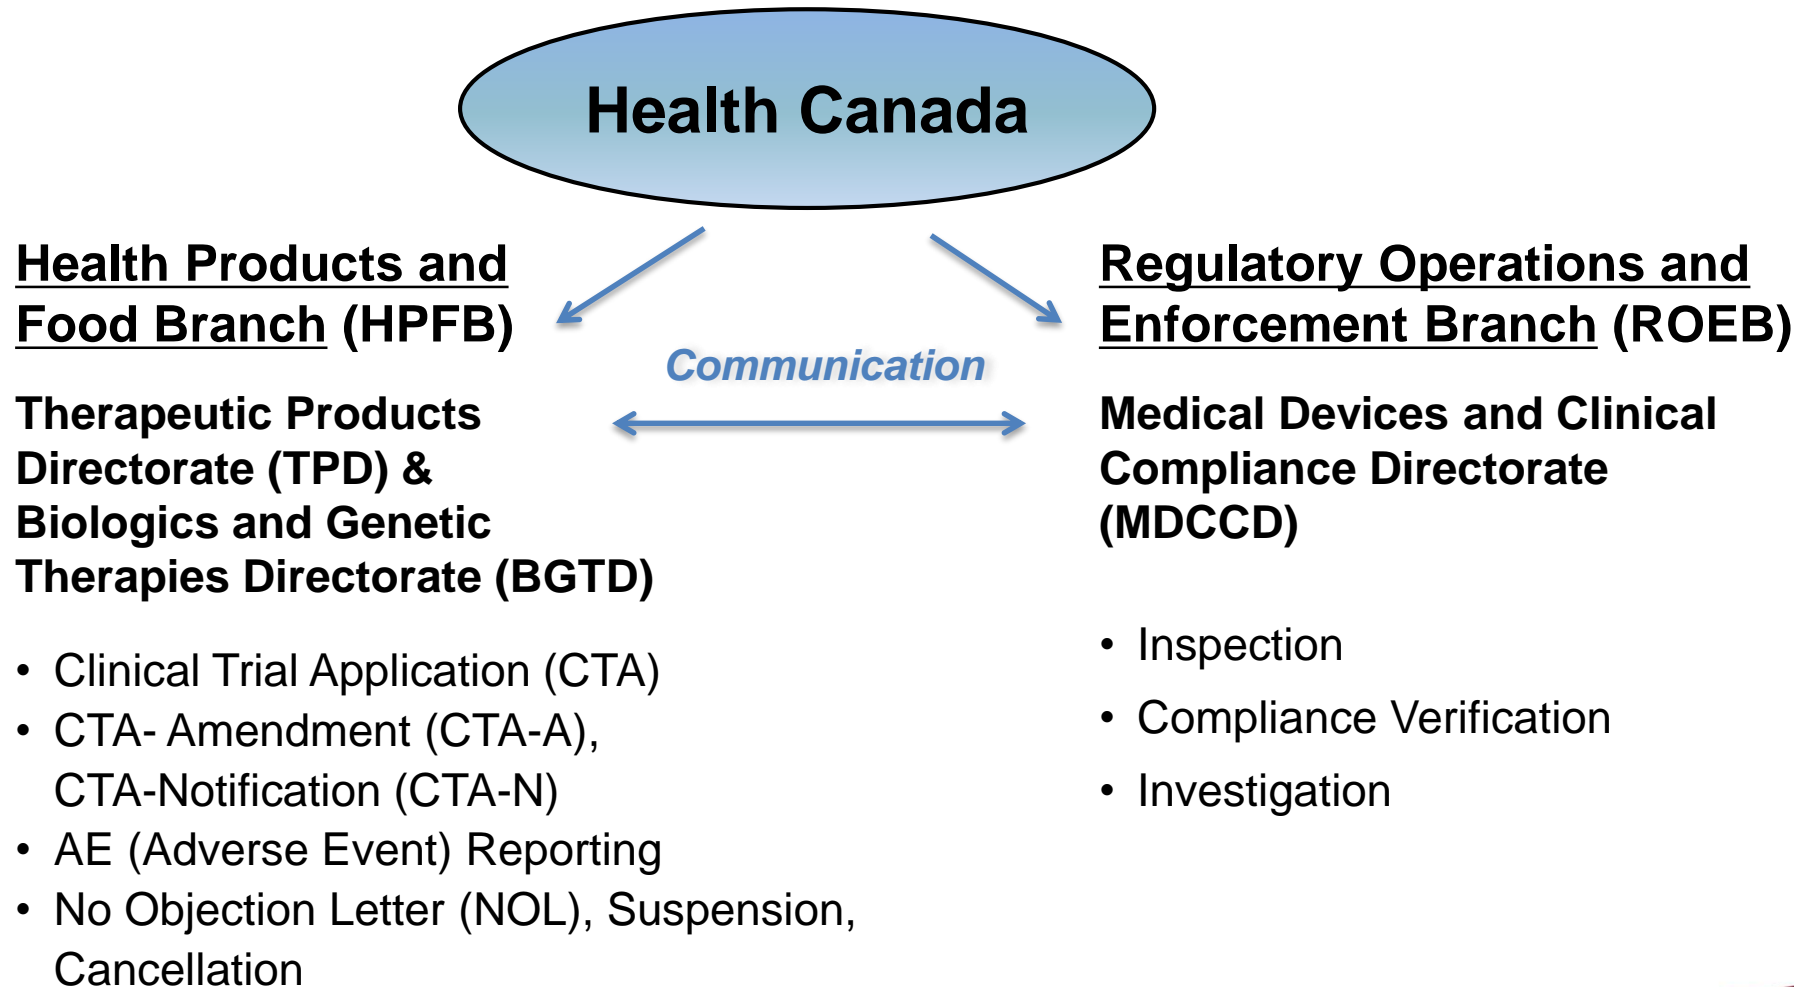 Health Canada
Health Products and
Food Branch (HPFB)
Regulatory Operations and
Enforcement Branch (ROEB)
Communication
Therapeutic Products
Directorate (TPD) &
Biologics and Genetic
Therapies Directorate (BGTD)
Medical Devices and Clinical
Compliance Directorate
(MDCCD)
• Clinical Trial Application (CTA)
• CTA- Amendment (CTA-A),
CTA-Notification (CTA-N)
• AE (Adverse Event) Reporting
• No Objection Letter (NOL), Suspension,
Cancellation
• Inspection
• Compliance Verification
• Investigation